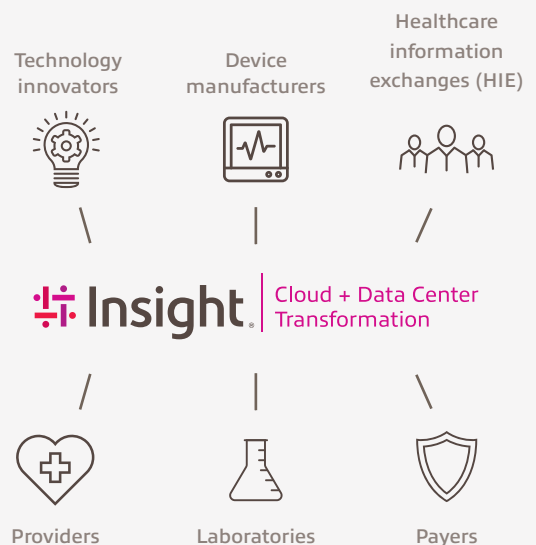 Technology
innovators
Device
manufacturers
Healthcare
information
exchanges (HIE)
Insight®
Cloud + Data Center
Transformation
Providers
Laboratories
Payers